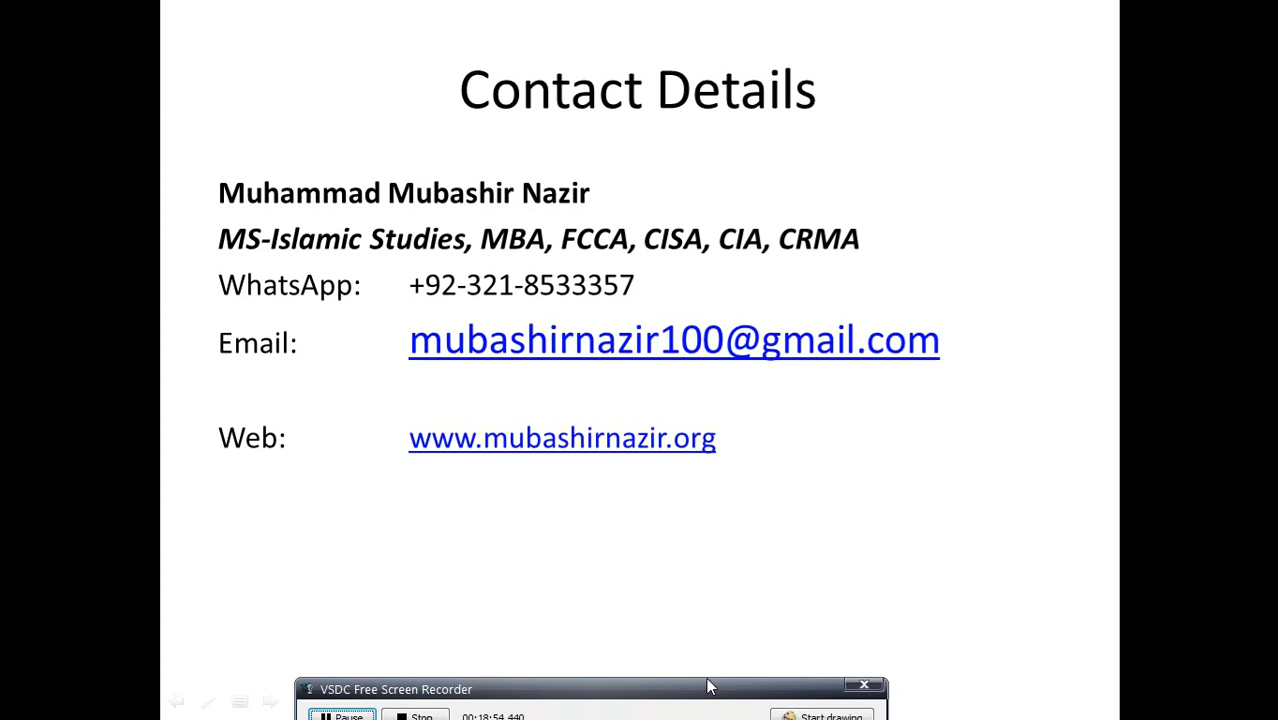 Contact Details
Muhammad Mubashir Nazir
MS-Islamic Studies, MBA, FCCA, CISA, CIA, CRMA
WhatsApp: +92-321-8533357
Email: mubashirnazir100@gmail.com
Web: www.mubashirnazir.org
VSDC Free Screen Recorder
Pause Stop 00:18:54.440 Start drawing